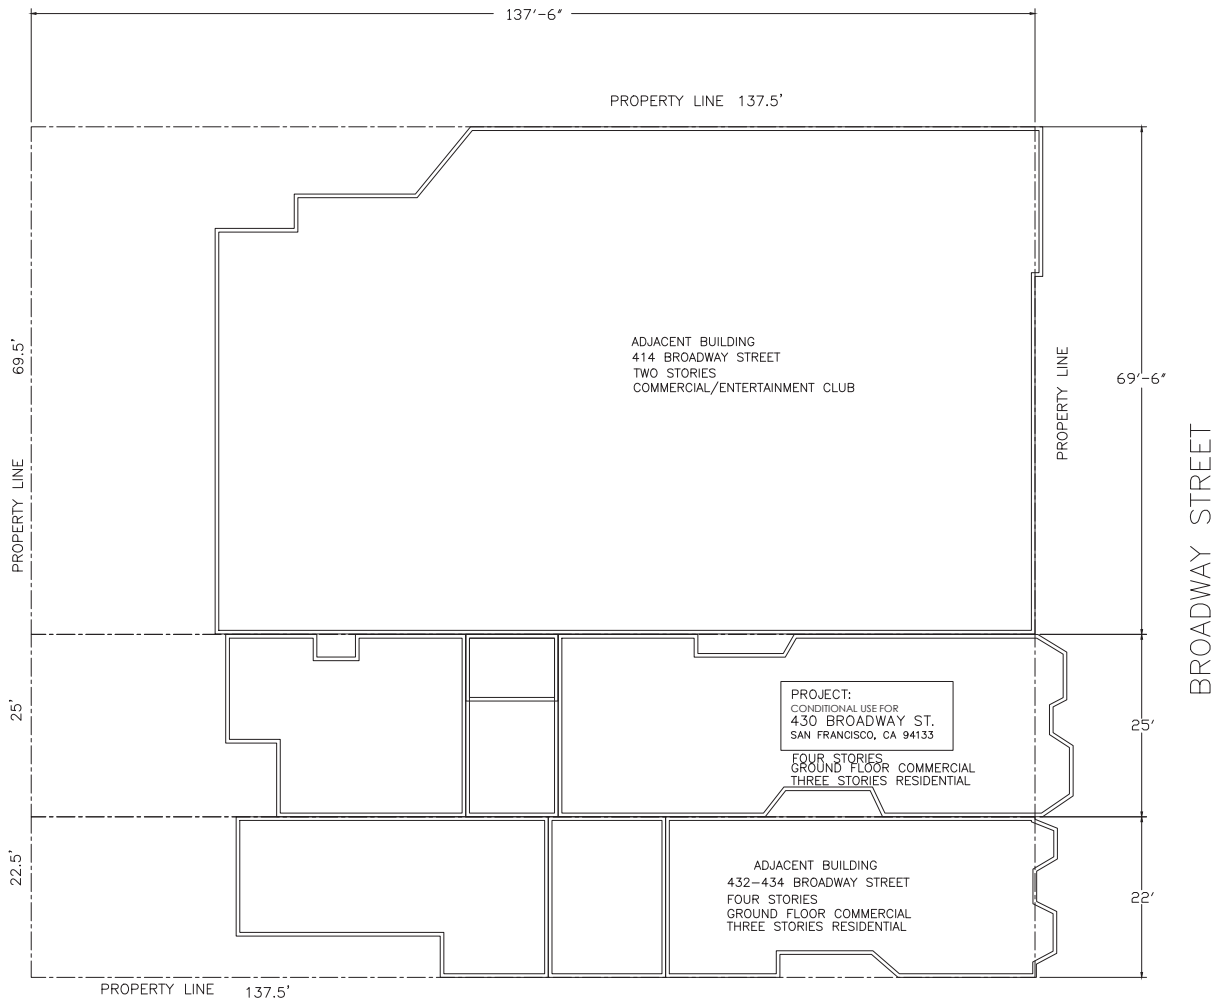 137'-6"
PROPERTY LINE 137.5'
ADJACENT BUILDING
414 BROADWAY STREET
TWO STORIES
COMMERCIAL/ENTERTAINMENT CLUB
69.5'
PROPERTY LINE
PROPERTY LINE
69'-6"
BROADWAY STREET
25'
PROJECT:
CONDITIONAL USE FOR
430 BROADWAY ST.
SAN FRANCISCO, CA 94133
FOUR STORIES
GROUND FLOOR COMMERCIAL
THREE STORIES RESIDENTIAL
25'
22.5'
ADJACENT BUILDING
432-434 BROADWAY STREET
FOUR STORIES
GROUND FLOOR COMMERCIAL
THREE STORIES RESIDENTIAL
22'
PROPERTY LINE 137.5'